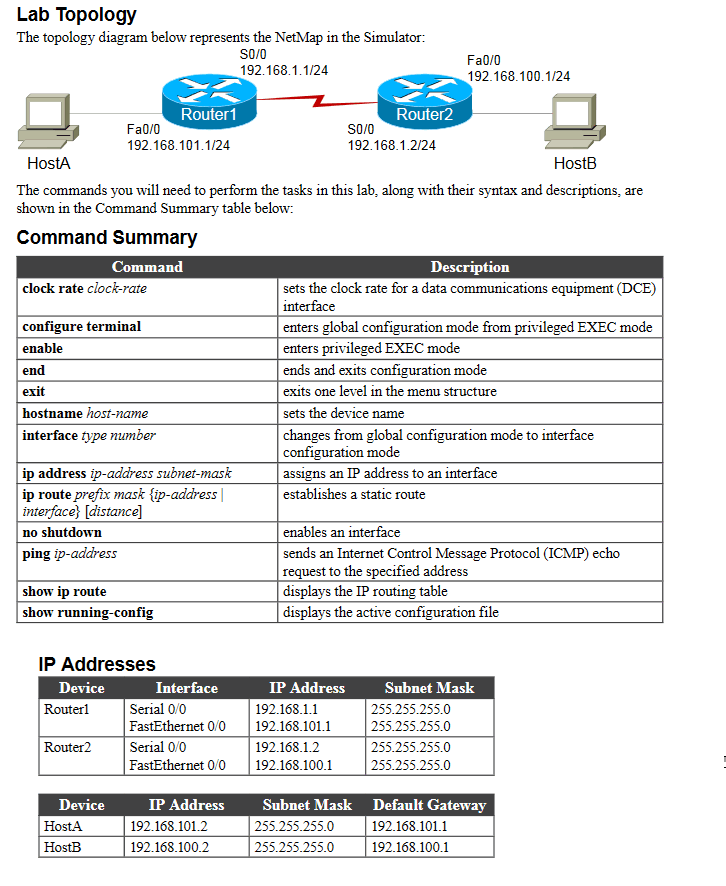 Lab Topology
The topology diagram below represents the NetMap in the Simulator:
S0/0
192.168.1.1/24
Fa0/0
192.168.100.1/24
Router1
Router2
Fa0/0
192.168.101.1/24
S0/0
192.168.1.2/24
HostA
HostB
The commands you will need to perform the tasks in this lab, along with their syntax and descriptions, are
shown in the Command Summary table below:
Command Summary
Command Description
clock rate clock-rate sets the clock rate for a data communications equipment (DCE)
interface
configure terminal enters global configuration mode from privileged EXEC mode
enable enters privileged EXEC mode
end ends and exits configuration mode
exit exits one level in the menu structure
hostname host-name sets the device name
interface type number changes from global configuration mode to interface
configuration mode
ip address ip-address subnet-mask assigns an IP address to an interface
ip route prefix mask {ip-address | establishes a static route
interface} [distance]
no shutdown enables an interface
ping ip-address sends an Internet Control Message Protocol (ICMP) echo
request to the specified address
show ip route displays the IP routing table
show running-config displays the active configuration file
IP Addresses
Device Interface IP Address Subnet Mask
Router1 Serial 0/0 192.168.1.1 255.255.255.0
FastEthernet 0/0 192.168.101.1 255.255.255.0
Router2 Serial 0/0 192.168.1.2 255.255.255.0
FastEthernet 0/0 192.168.100.1 255.255.255.0
Device IP Address Subnet Mask Default Gateway
HostA 192.168.101.2 255.255.255.0 192.168.101.1
HostB 192.168.100.2 255.255.255.0 192.168.100.1